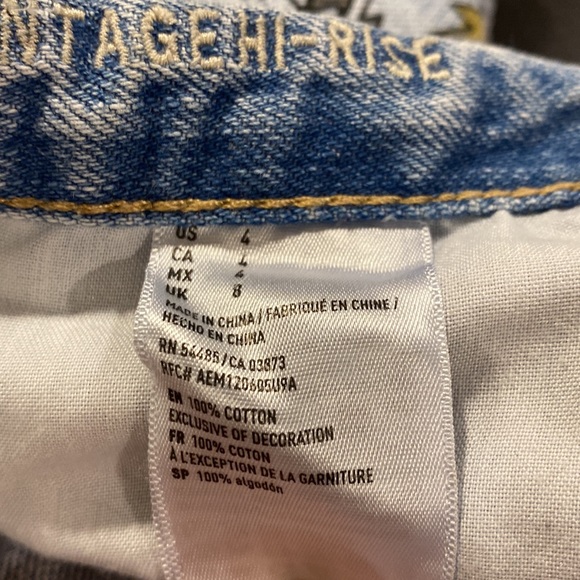 NTAGE HI-RISE
US 4
CA 4
MX 4
UK 8
MADE IN CHINA / FABRIQUÉ EN CHINE /
HECHO EN CHINA
RN 54485/CA 03873
RFC# AEM120605U9A
EN 100% COTTON
EXCLUSIVE OF DECORATION
FR 100% COTON
À L'EXCEPTION DE LA GARNITURE
SP 100% algodón